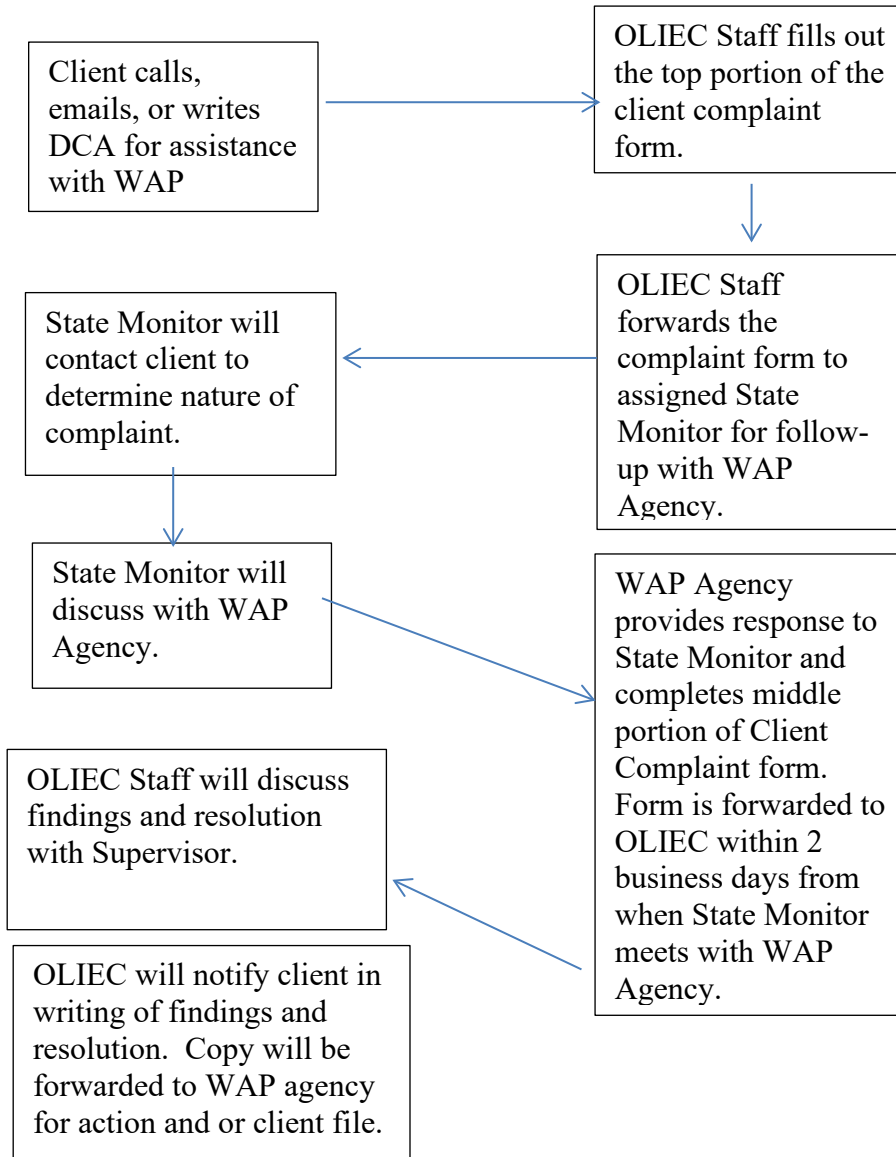 Client calls,
emails, or writes
DCA for assistance
with WAP
OLIEC Staff fills out
the top portion of the
client complaint
form.
OLIEC Staff
forwards the
complaint form to
assigned State
Monitor for follow-
up with WAP
Agency.
State Monitor will
contact client to
determine nature of
complaint.
State Monitor will
discuss with WAP
Agency.
WAP Agency
provides response to
State Monitor and
completes middle
portion of Client
Complaint form.
Form is forwarded to
OLIEC within 2
business days from
when State Monitor
meets with WAP
Agency.
OLIEC Staff will discuss
findings and resolution
with Supervisor.
OLIEC will notify client in
writing of findings and
resolution.  Copy will be
forwarded to WAP agency
for action and or client file.